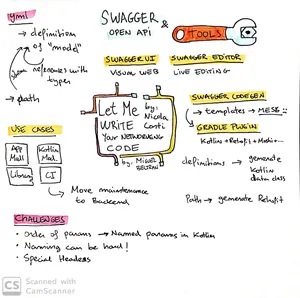 yml
→ definition
of "model"
references with
types
→ path
SWAGGER
OPEN API
&
TOOLS
SWAGGER UI
VISUAL WEB
SWAGGER EDITOR
LIVE EDITING
SWAGGER CODEGEN
→ templates →
GRADLE PLUGIN
Kotlin + Retrofit + Moshi + ...
definitions → generate
Kotlin
data class
Path → generate Retrofit
Let Me
WRITE
Your NETWORKING
CODE
by:
Nicola
Corti
by: MIGUEL
BELTRAN
USE CASES
App
Mod
Kotlin
Mod.
Library
CI
Move maintenance
to Backend
CHALLENGES
• Order of params → Named params in Kotlin
• Naming can be hard!
• Special Headers
CS
Scanned with
CamScanner